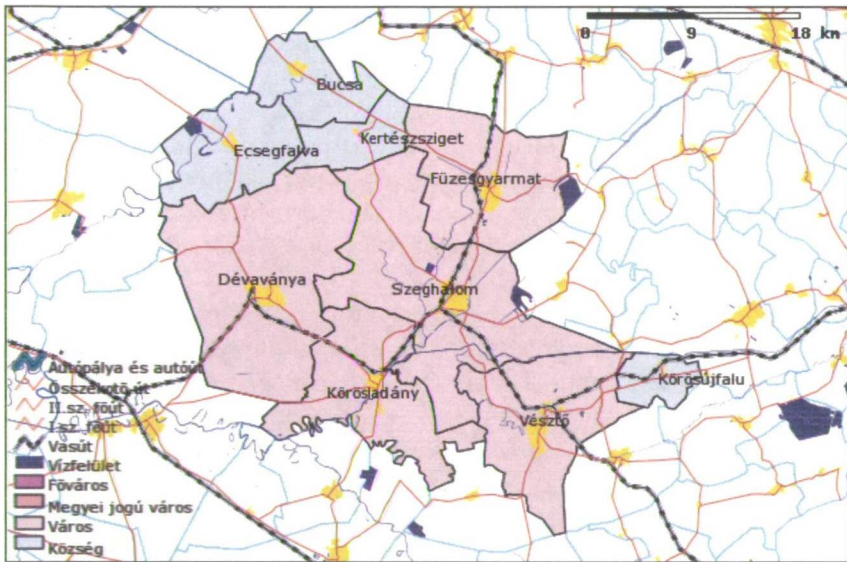 0 9 18 km
Bucsa
Kertészsziget
Ecsegfalva
Füzesgyarmat
Dévaványa
Szeghalom
Körösújfalu
Körösladány
Vésztő
Autópálya és autóút
Összekötő út
II.sz. főút
I.sz. főút
Vasút
Vízfelület
Főváros
Megyei jogú város
Város
Község